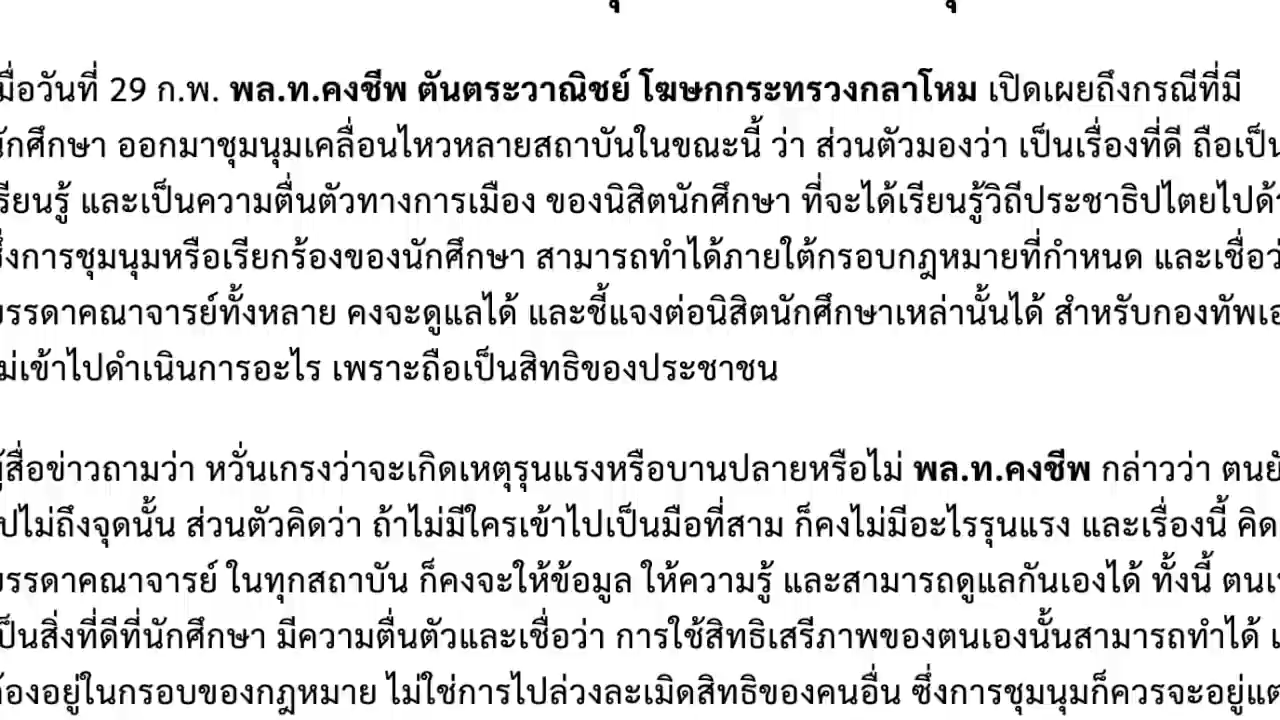 มื่อวันที่ 29 ก.พ. พล.ท.คงชีพ ตันตระวาณิชย์ โฆษกกระทรวงกลาโหม เปิดเผยถึงกรณีที่มี
นักศึกษา ออกมาชุมนุมเคลื่อนไหวหลายสถาบันในขณะนี้ ว่า ส่วนตัวมองว่า เป็นเรื่องที่ดี ถือเป็น
รียนรู้ และเป็นความตื่นตัวทางการเมือง ของนิสิตนักศึกษา ที่จะได้เรียนรู้วิถีประชาธิปไตยไปด้ว
ซึ่งการชุมนุมหรือเรียกร้องของนักศึกษา สามารถทำได้ภายใต้กรอบกฎหมายที่กำหนด และเชื่อว่
บรรดาคณาจารย์ทั้งหลาย คงจะดูแลได้ และชี้แจงต่อนิสิตนักศึกษาเหล่านั้นได้ สำหรับกองทัพเอ
ไม่เข้าไปดำเนินการอะไร เพราะถือเป็นสิทธิของประชาชน
ผู้สื่อข่าวถามว่า หวั่นเกรงว่าจะเกิดเหตุรุนแรงหรือบานปลายหรือไม่ พล.ท.คงชีพ กล่าวว่า ตนยั
ปไม่ถึงจุดนั้น ส่วนตัวคิดว่า ถ้าไม่มีใครเข้าไปเป็นมือที่สาม ก็คงไม่มีอะไรรุนแรง และเรื่องนี้ คิด
บรรดาคณาจารย์ ในทุกสถาบัน ก็คงจะให้ข้อมูล ให้ความรู้ และสามารถดูแลกันเองได้ ทั้งนี้ ตนเห
ป็นสิ่งที่ดีที่นักศึกษา มีความตื่นตัวและเชื่อว่า การใช้สิทธิเสรีภาพของตนเองนั้นสามารถทำได้ แ
ต้องอยู่ในกรอบของกฎหมาย ไม่ใช่การไปล่วงละเมิดสิทธิของคนอื่น ซึ่งการชุมนุมก็ควรจะอยู่แต่